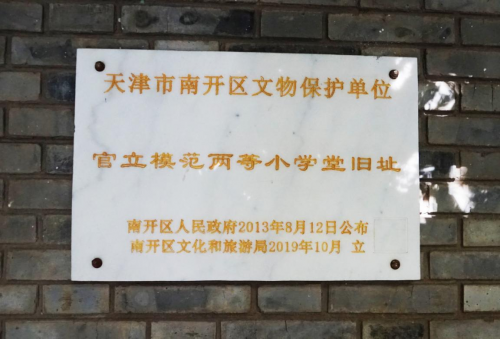 天津市南开区文物保护单位
官立模范两等小学堂旧址
南开区人民政府2013年8月12日公布
南开区文化和旅游局2019年10月 立